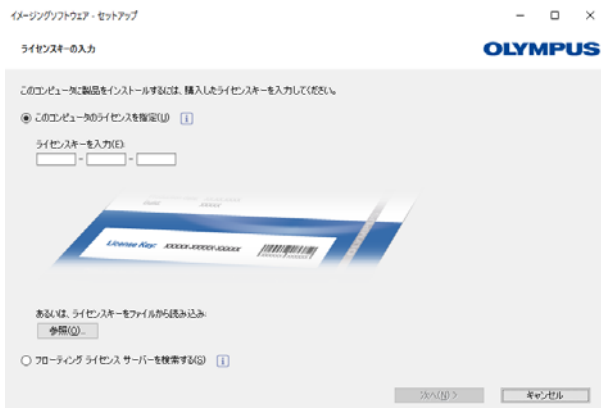 イメージングソフトウェア - セットアップ
ライセンスキーの入力
OLYMPUS
このコンピュータに製品をインストールするには、購入したライセンスキーを入力してください。
このコンピュータのライセンスを指定(U)
ライセンスキーを入力(E):
- -
License Key: XXXXX-XXXXX-XXXXX
あるいは、ライセンスキーをファイルから読み込み:
参照(O)...
フローティング ライセンス サーバーを検索する(S)
次へ(N) > キャンセル